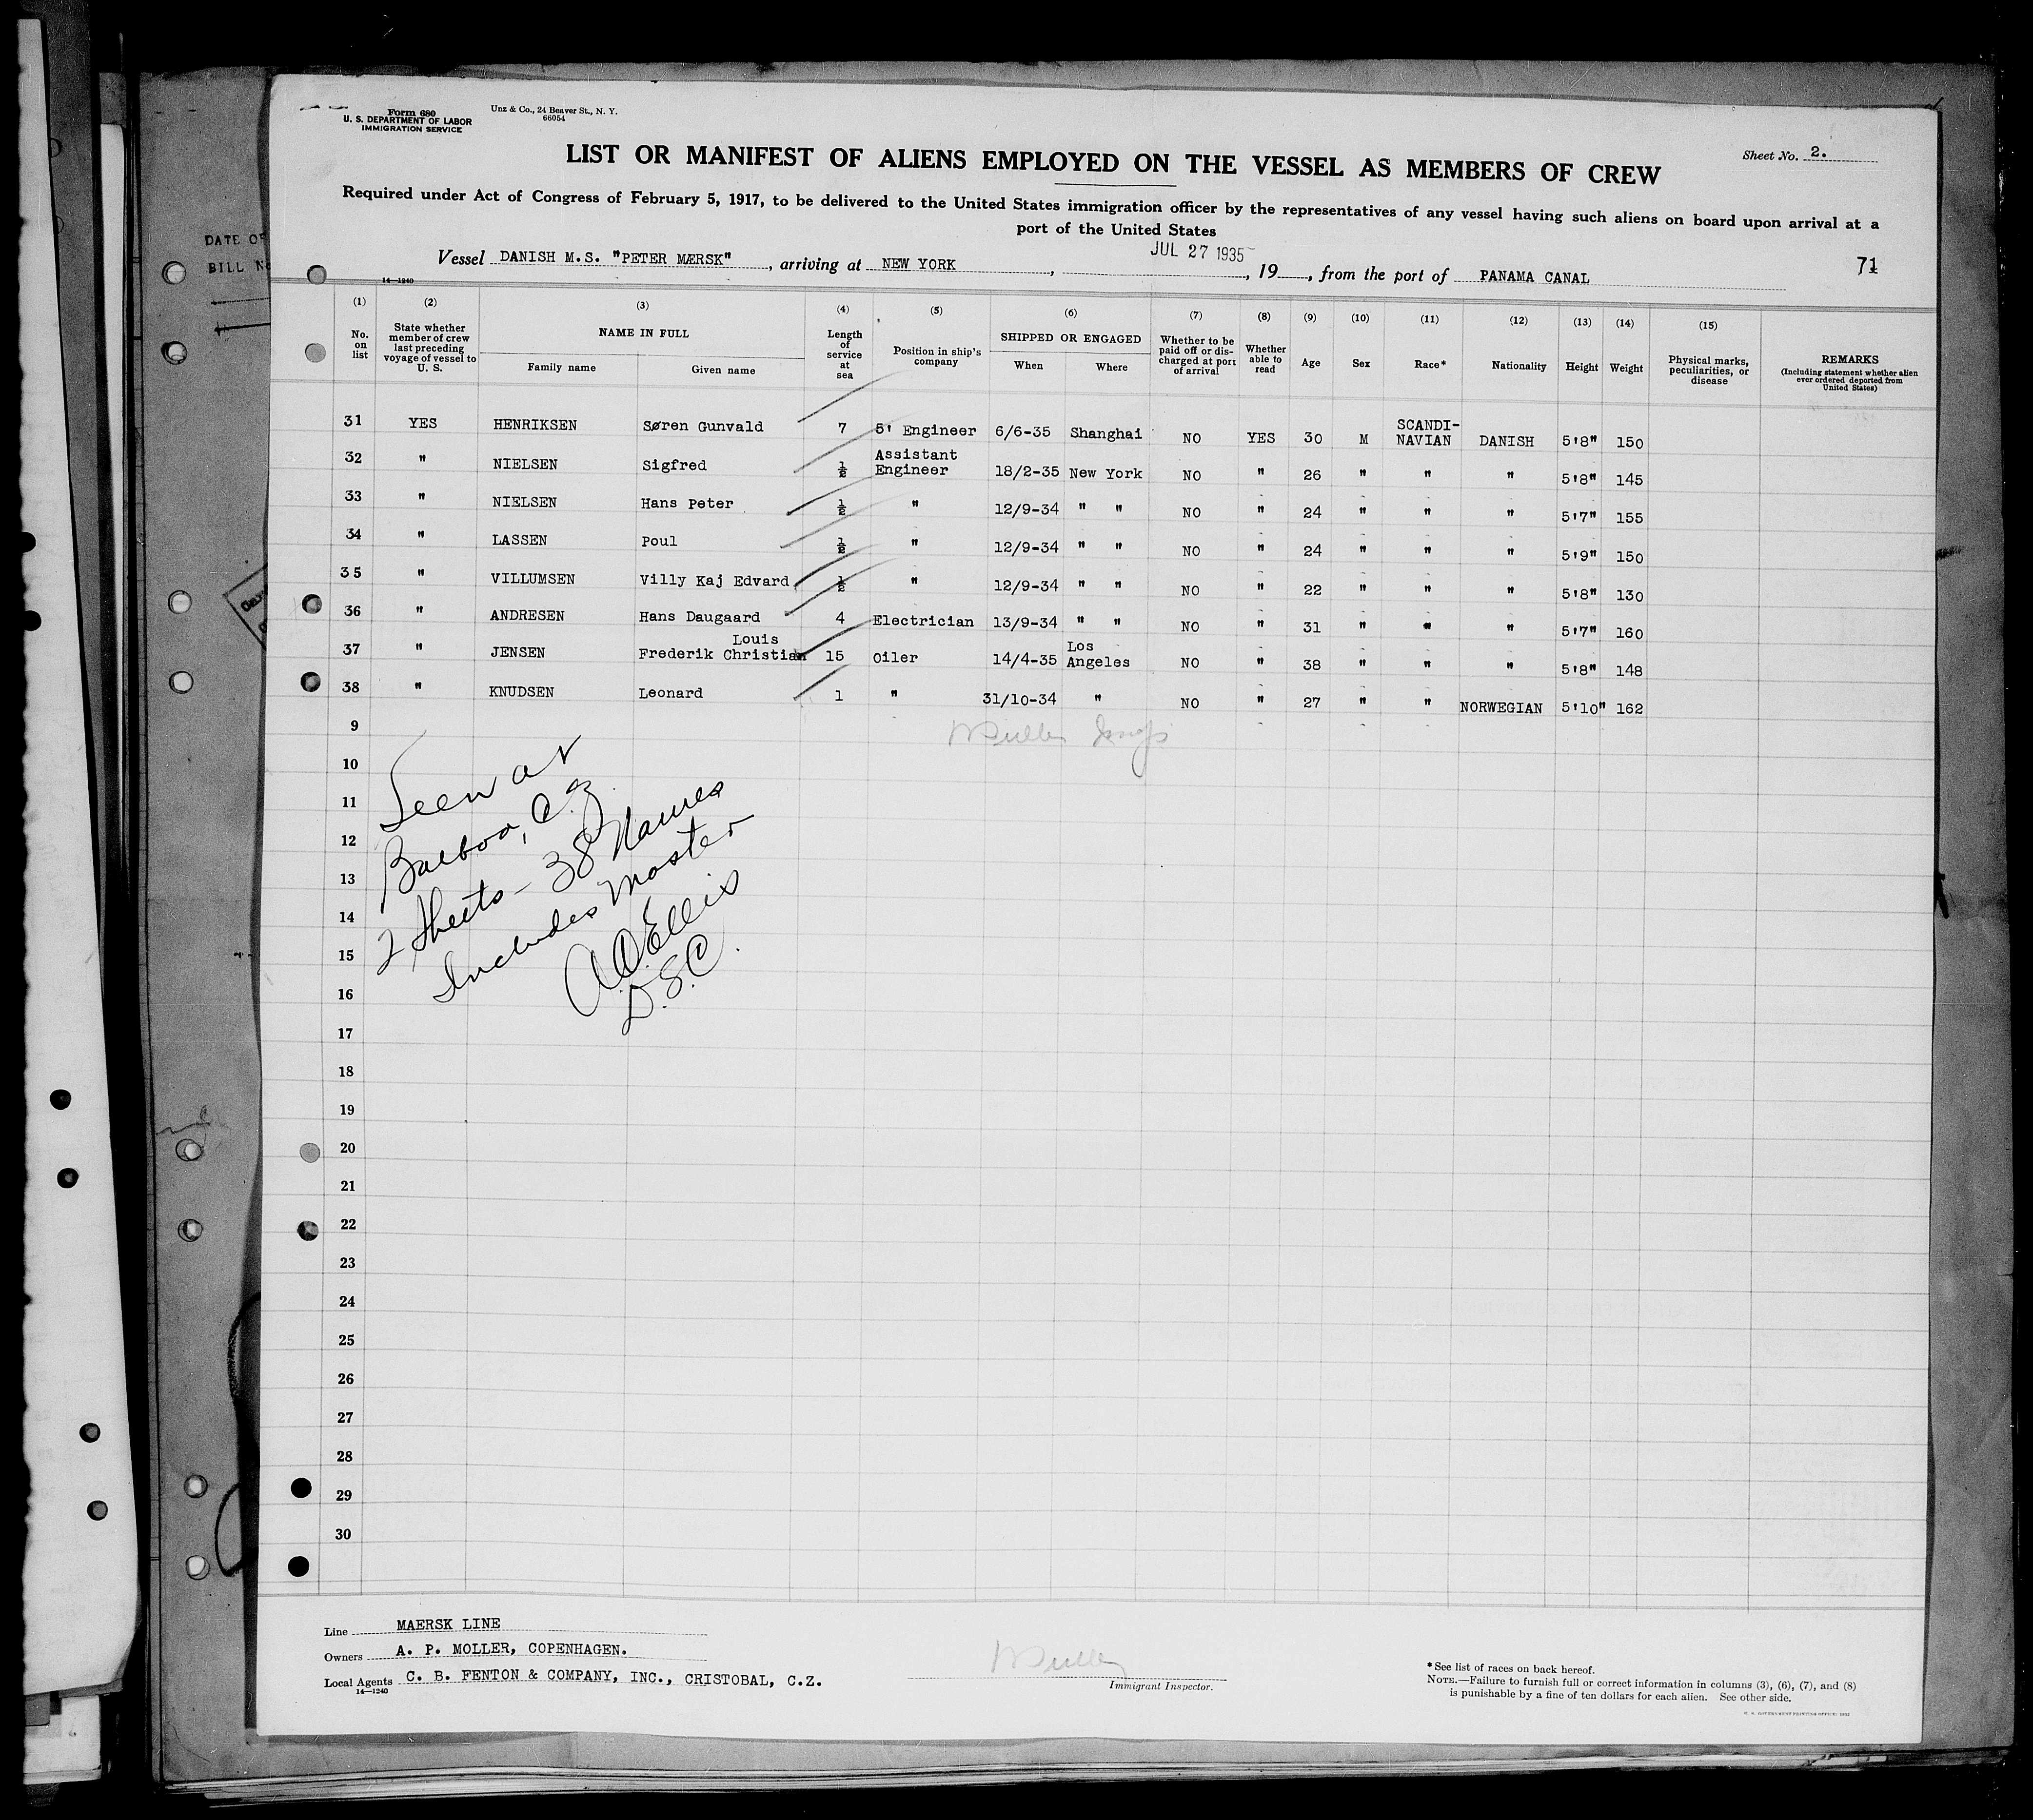 Form 680
U. S. DEPARTMENT OF LABOR
IMMIGRATION SERVICE
Unz & Co., 24 Beaver St., N. Y.
66054
Sheet No. 2.
LIST OR MANIFEST OF ALIENS EMPLOYED ON THE VESSEL AS MEMBERS OF CREW
Required under Act of Congress of February 5, 1917, to be delivered to the United States immigration officer by the representatives of any vessel having such aliens on board upon arrival at a
port of the United States
Vessel DANISH M.S. "PETER MÆRSK", arriving at NEW YORK, JUL 27 1935, 19, from the port of PANAMA CANAL
71
14—1240
DATE OF
BILL N
(1) No. on list
(2) State whether member of crew last preceding voyage of vessel to U. S.
(3) NAME IN FULL
Family name
Given name
(4) Length of service at sea
(5) Position in ship's company
(6) SHIPPED OR ENGAGED
When
Where
(7) Whether to be paid off or discharged at port of arrival
(8) Whether able to read
(9) Age
(10) Sex
(11) Race*
(12) Nationality
(13) Height
(14) Weight
(15) Physical marks, peculiarities, or disease
REMARKS
(Including statement whether alien ever ordered deported from United States)
31 YES HENRIKSEN Søren Gunvald 7 5' Engineer 6/6-35 Shanghai NO YES 30 M SCANDI-NAVIAN DANISH 5'8" 150
32 " NIELSEN Sigfred ½ Assistant Engineer 18/2-35 New York NO " 26 " " " 5'8" 145
33 " NIELSEN Hans Peter ½ " 12/9-34 " " NO " 24 " " " 5'7" 155
34 " LASSEN Poul ½ " 12/9-34 " " NO " 24 " " " 5'9" 150
35 " VILLUMSEN Villy Kaj Edvard ½ " 12/9-34 " " NO " 22 " " " 5'8" 130
36 " ANDRESEN Hans Daugaard 4 Electrician 13/9-34 " " NO " 31 " " " 5'7" 160
37 " JENSEN Frederik Christian Louis 15 Oiler 14/4-35 Los Angeles NO " 38 " " " 5'8" 148
38 " KNUDSEN Leonard 1 " 31/10-34 " NO " 27 " " NORWEGIAN 5'10" 162
9
10
11
12
13
14
15
16
17
18
19
20
21
22
23
24
25
26
27
28
29
30
Seen at
Balboa, C.Z.
2 sheets - 38 Names
Includes Master
A.O. Ellis
D.S.C.
Line MAERSK LINE
Owners A. P. MOLLER, COPENHAGEN.
Local Agents C. B. FENTON & COMPANY, INC., CRISTOBAL, C.Z.
14—1240
Immigrant Inspector.
* See list of races on back hereof.
NOTE.—Failure to furnish full or correct information in columns (3), (6), (7), and (8)
is punishable by a fine of ten dollars for each alien. See other side.